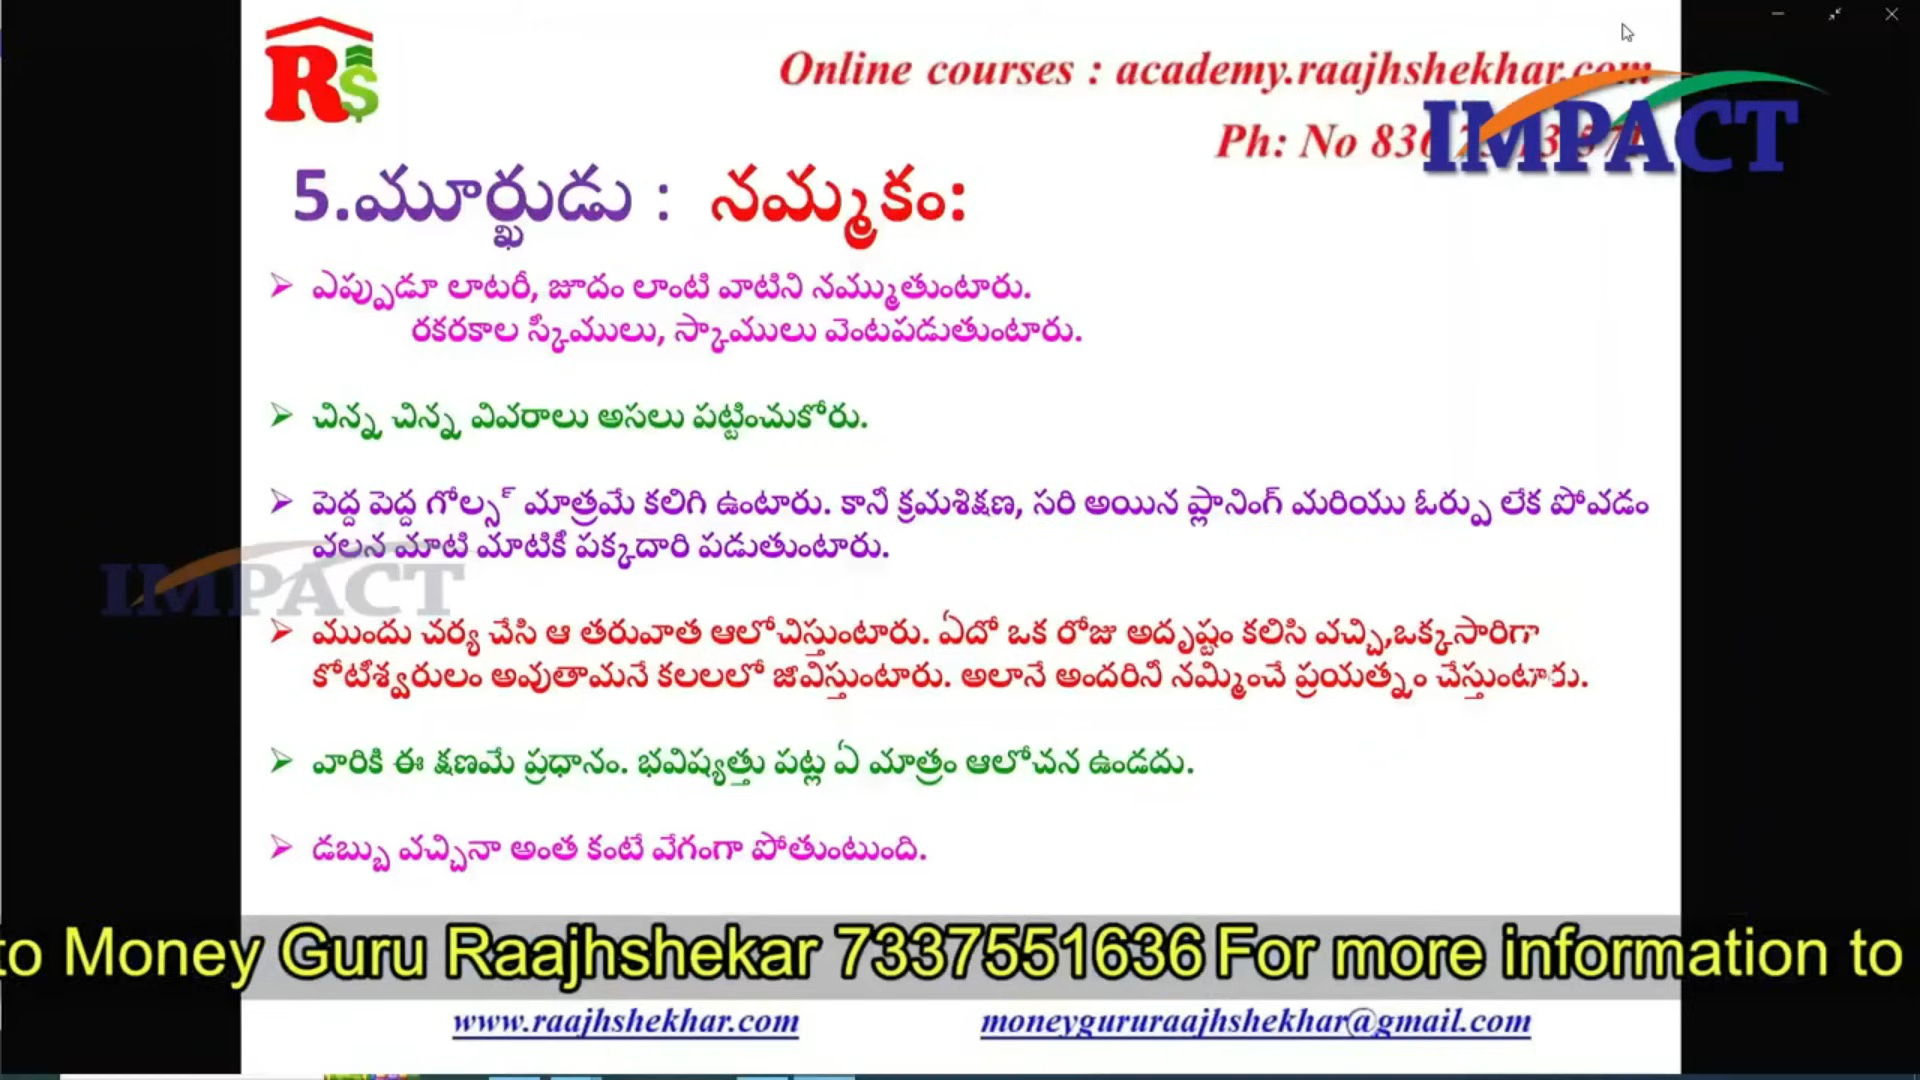 Online courses : academy.raajhshekhar.com
IMPACT
Ph: No
5.మూర్ఖుడు : నమ్మకం:
ఎప్పుడూ లాటరీ, జూదం లాంటి వాటిని నమ్ముతుంటారు.
రకరకాల స్కీములు, స్కాములు వెంటపడుతుంటారు.
చిన్న చిన్న వివరాలు అసలు పట్టించుకోరు.
పెద్ద పెద్ద గోల్స్ మాత్రమే కలిగి ఉంటారు. కానీ క్రమశిక్షణ, సరి అయిన ప్లానింగ్ మరియు ఓర్పు లేక పోవడం
వలన మాటి మాటికీ పక్కదారి పడుతుంటారు.
IMPACT
ముందు చర్య చేసి ఆ తరువాత ఆలోచిస్తుంటారు. ఏదో ఒక రోజు అదృష్టం కలిసి వచ్చి,ఒక్కసారిగా
కోటీశ్వరులం అవుతామనే కలలలో జీవిస్తుంటారు. అలానే అందరినీ నమ్మించే ప్రయత్నం చేస్తుంటారు.
వారికి ఈ క్షణమే ప్రధానం. భవిష్యత్తు పట్ల ఏ మాత్రం ఆలోచన ఉండదు.
డబ్బు వచ్చినా అంత కంటే వేగంగా పోతుంటుంది.
to Money Guru Raajhshekar 7337551636 For more information to
www.raajhshekhar.com moneygururaajhshekhar@gmail.com